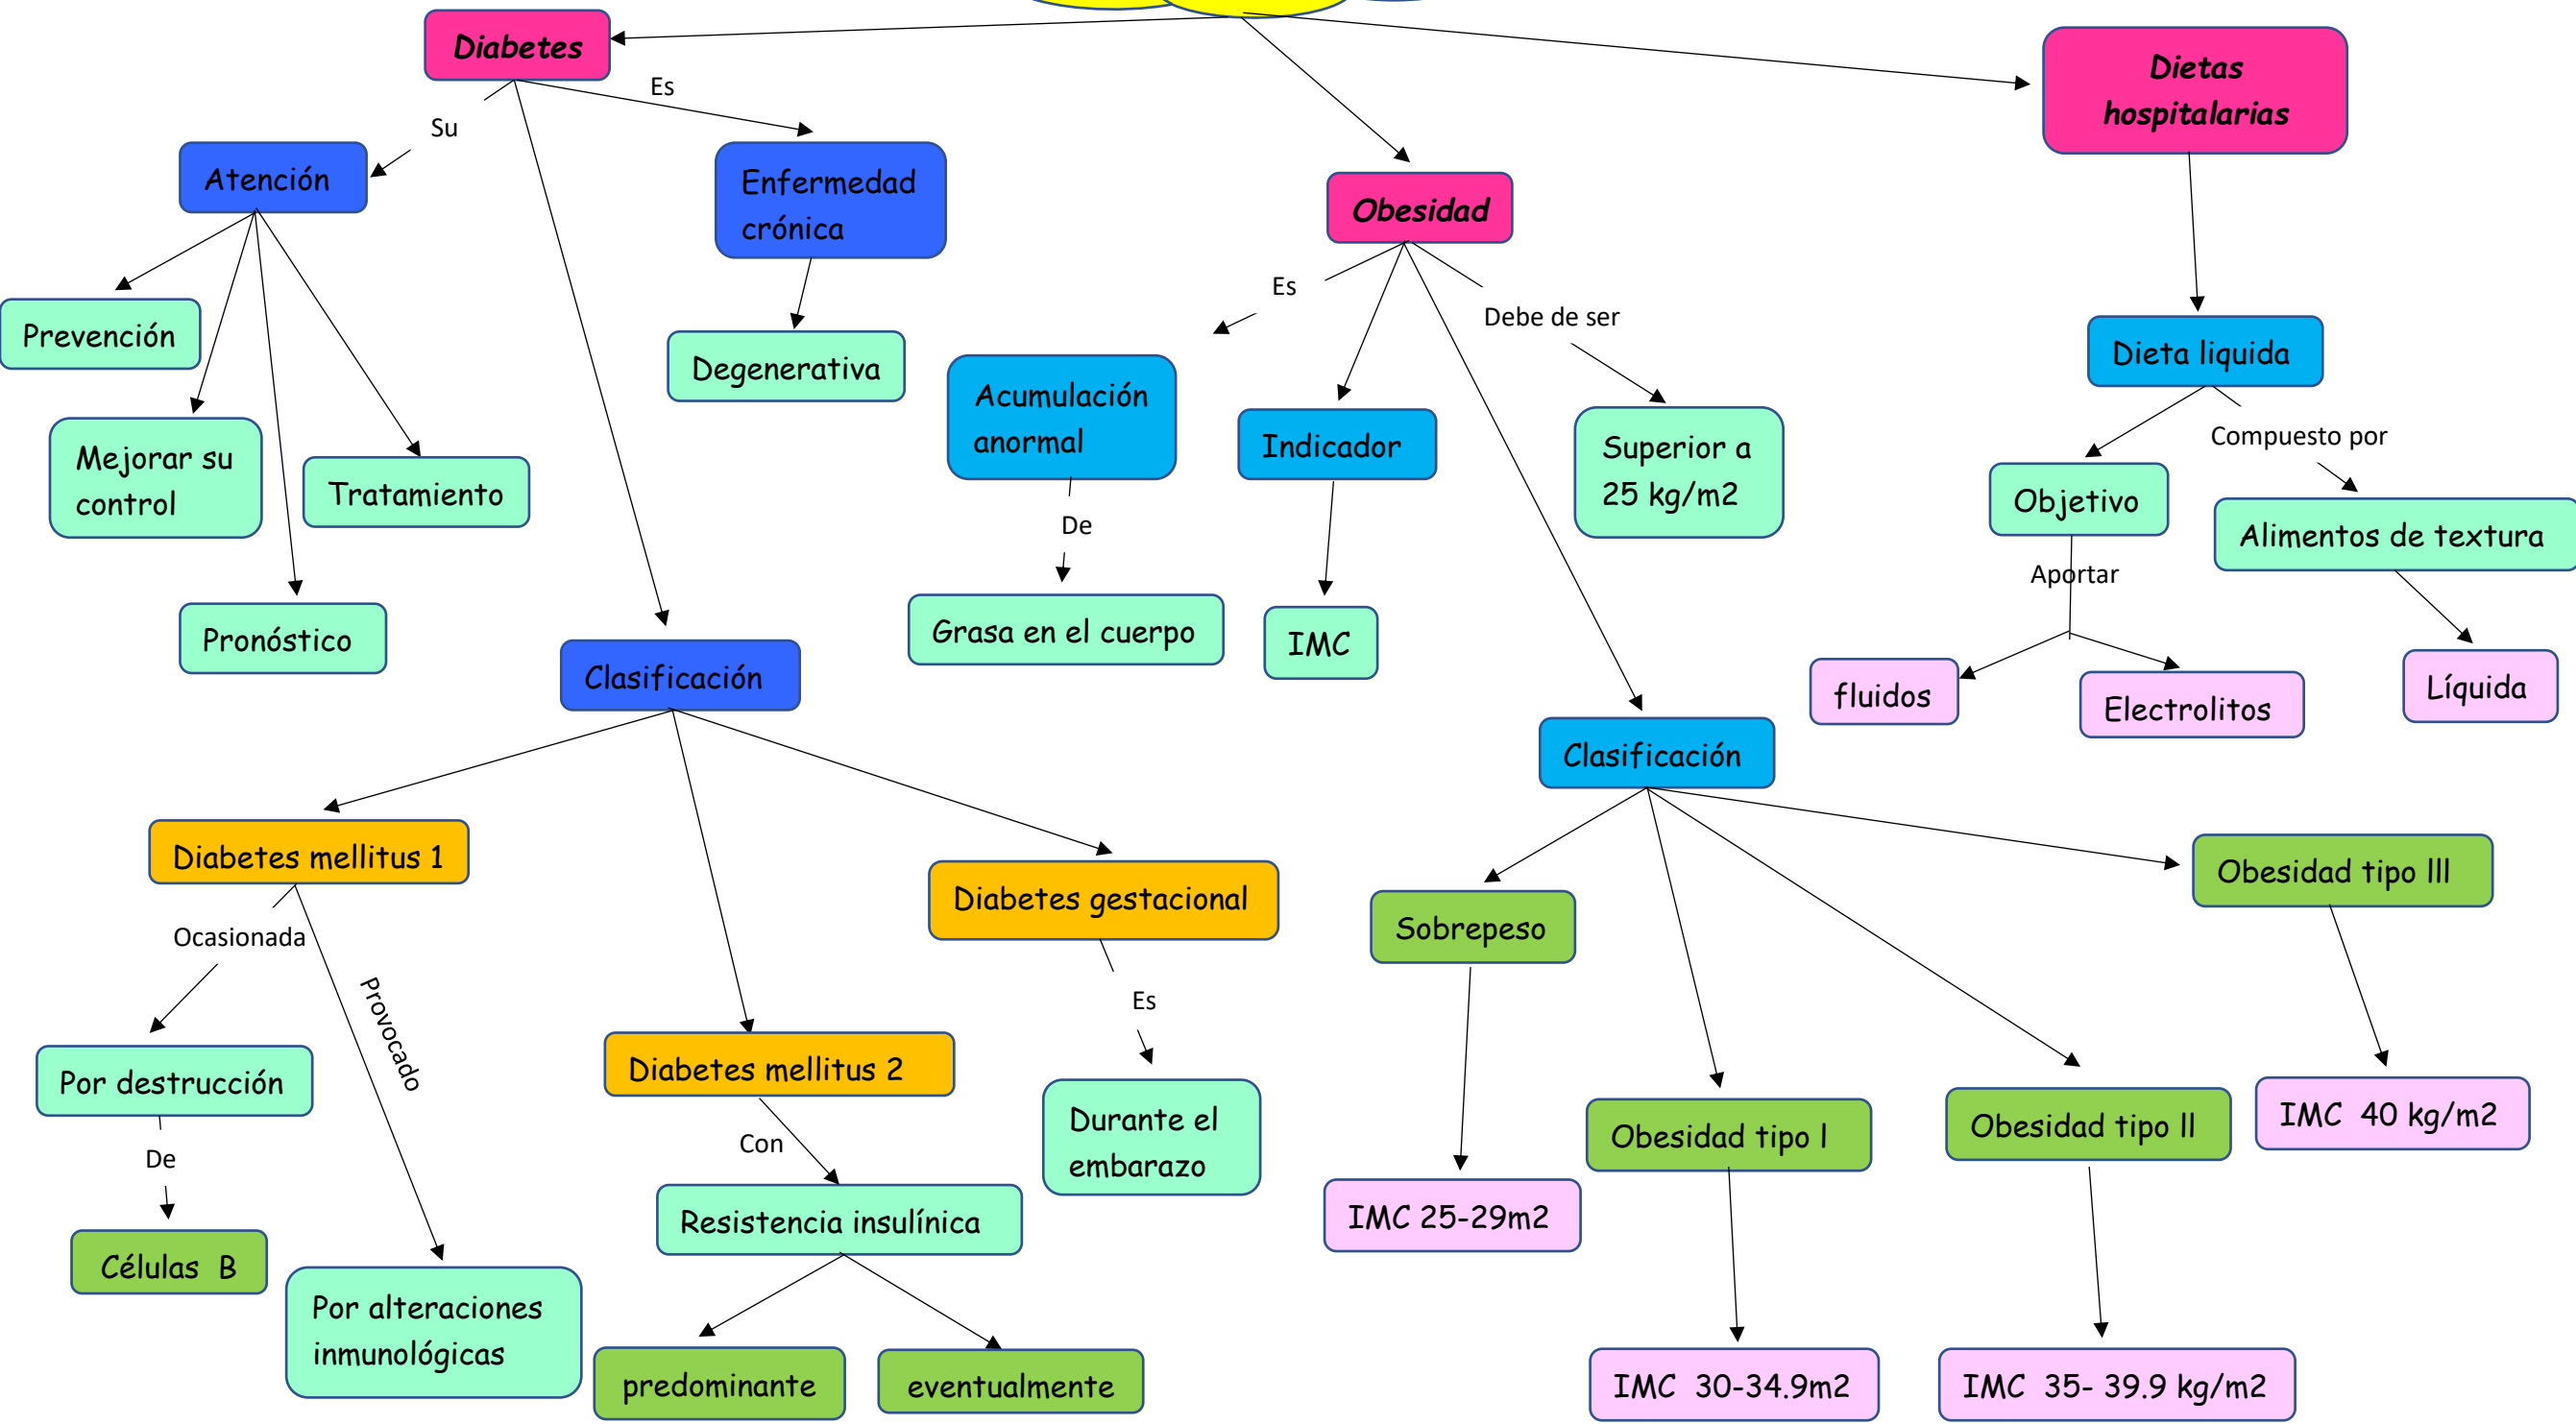 Diabetes
Es
Su
Atención
Enfermedad
crónica
Prevención
Mejorar su
control
Tratamiento
Pronóstico
Degenerativa
Clasificación
Diabetes mellitus 1
Ocasionada
Provocado
Por destrucción
De
Células B
Por alteraciones
inmunológicas
Diabetes mellitus 2
Con
Resistencia insulínica
predominante
eventualmente
Diabetes gestacional
Es
Durante el
embarazo
Obesidad
Es
Debe de ser
Acumulación
anormal
De
Grasa en el cuerpo
Indicador
IMC
Superior a
25 kg/m2
Clasificación
Sobrepeso
IMC 25-29m2
Obesidad tipo l
IMC 30-34.9m2
Obesidad tipo ll
IMC 35- 39.9 kg/m2
Obesidad tipo lll
IMC 40 kg/m2
Dietas
hospitalarias
Dieta liquida
Compuesto por
Objetivo
Aportar
fluidos
Electrolitos
Alimentos de textura
Líquida